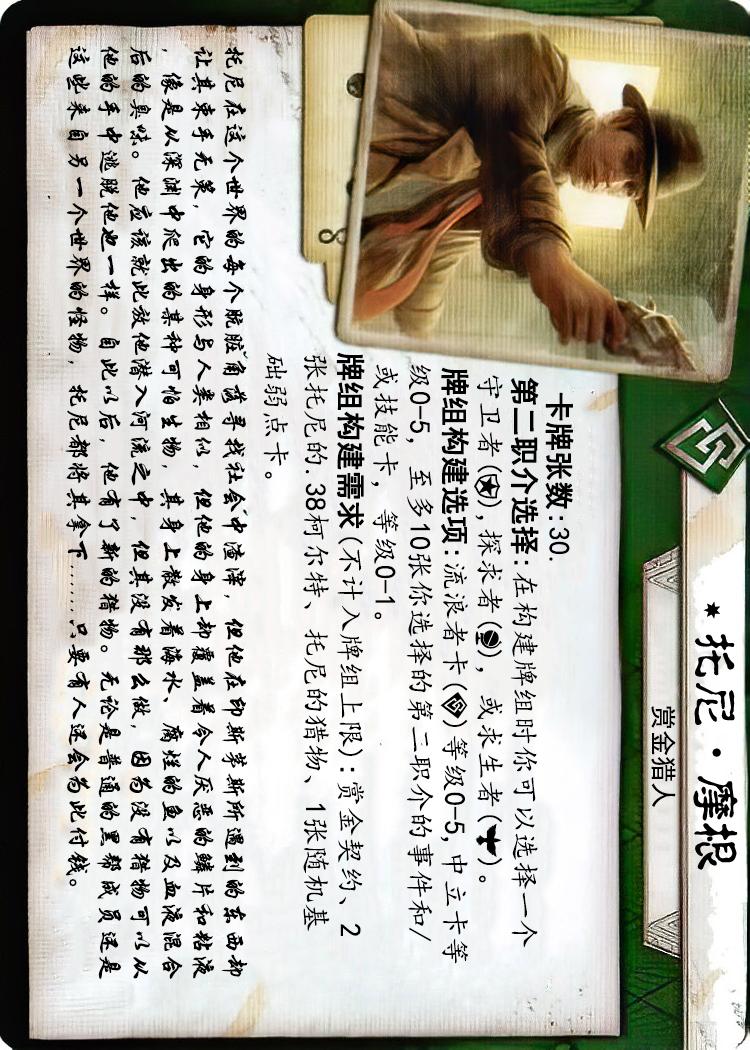 托尼·摩根
赏金猎人
卡牌张数:30.
第二职介选择:在构建牌组时你可以选择一个
守卫者(),探求者(),或求生者()。
牌组构建选项:流浪者卡()等级0-5,中立卡等
级0-5,至多10张你选择的第二职介的事件和/
或技能卡,等级0-1。
牌组构建需求(不计入牌组上限):赏金契约、2
张托尼的.38柯尔特、托尼的猎物、1张随机基
础弱点卡。
托尼在这个世界的每个肮脏角落寻找社会中渣滓,但他在印斯茅斯所遇到的东西却
让其束手无策,它的身形与人类相似,但他的身上却覆盖着令人厌恶的鳞片和粘液
,像是从深渊中爬出的某种可怕生物,其身上散发着海水、腐烂的鱼以及血液混合
后的臭味。他应该就此放他潜入河流之中,但其没有那么做,因为没有猎物可以从
他的手中逃脱他也一样。自此以后,他有了新的猎物。无论是普通的黑帮成员还是
这些来自另一个世界的怪物,托尼都将其拿下……只要有人还会为此付钱。